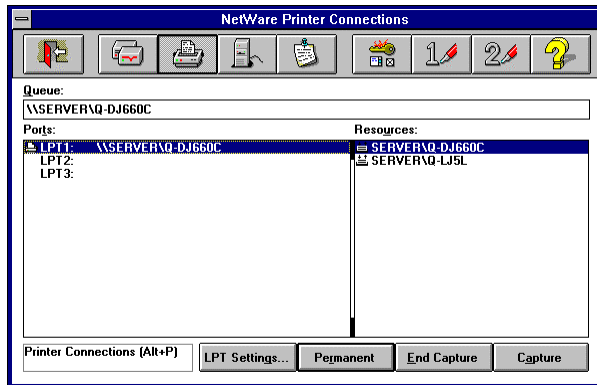 NetWare Printer Connections
1 2 ?
Queue:
\\SERVER\Q-DJ660C
Ports: Resources:
LPT1: \\SERVER\Q-DJ660C SERVER\Q-DJ660C
LPT2: SERVER\Q-LJ5L
LPT3:
Printer Connections (Alt+P) LPT Settings... Permanent End Capture Capture